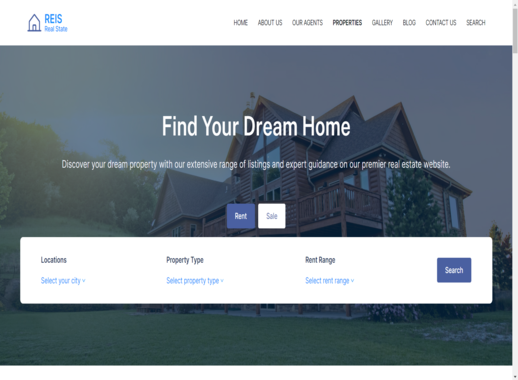 REIS
Real State
HOME ABOUT US OUR AGENTS PROPERTIES GALLERY BLOG CONTACT US SEARCH
Find Your Dream Home
Discover your dream property with our extensive range of listings and expert guidance on our premier real estate website.
Rent Sale
Locations Property Type Rent Range
Select your city Select property type Select rent range
Search